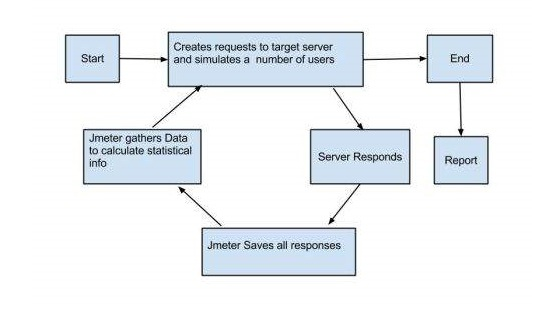 Start
Creates requests to target server
and simulates a number of users
End
Jmeter gathers Data
to calculate statistical
info
Server Responds
Report
Jmeter Saves all responses